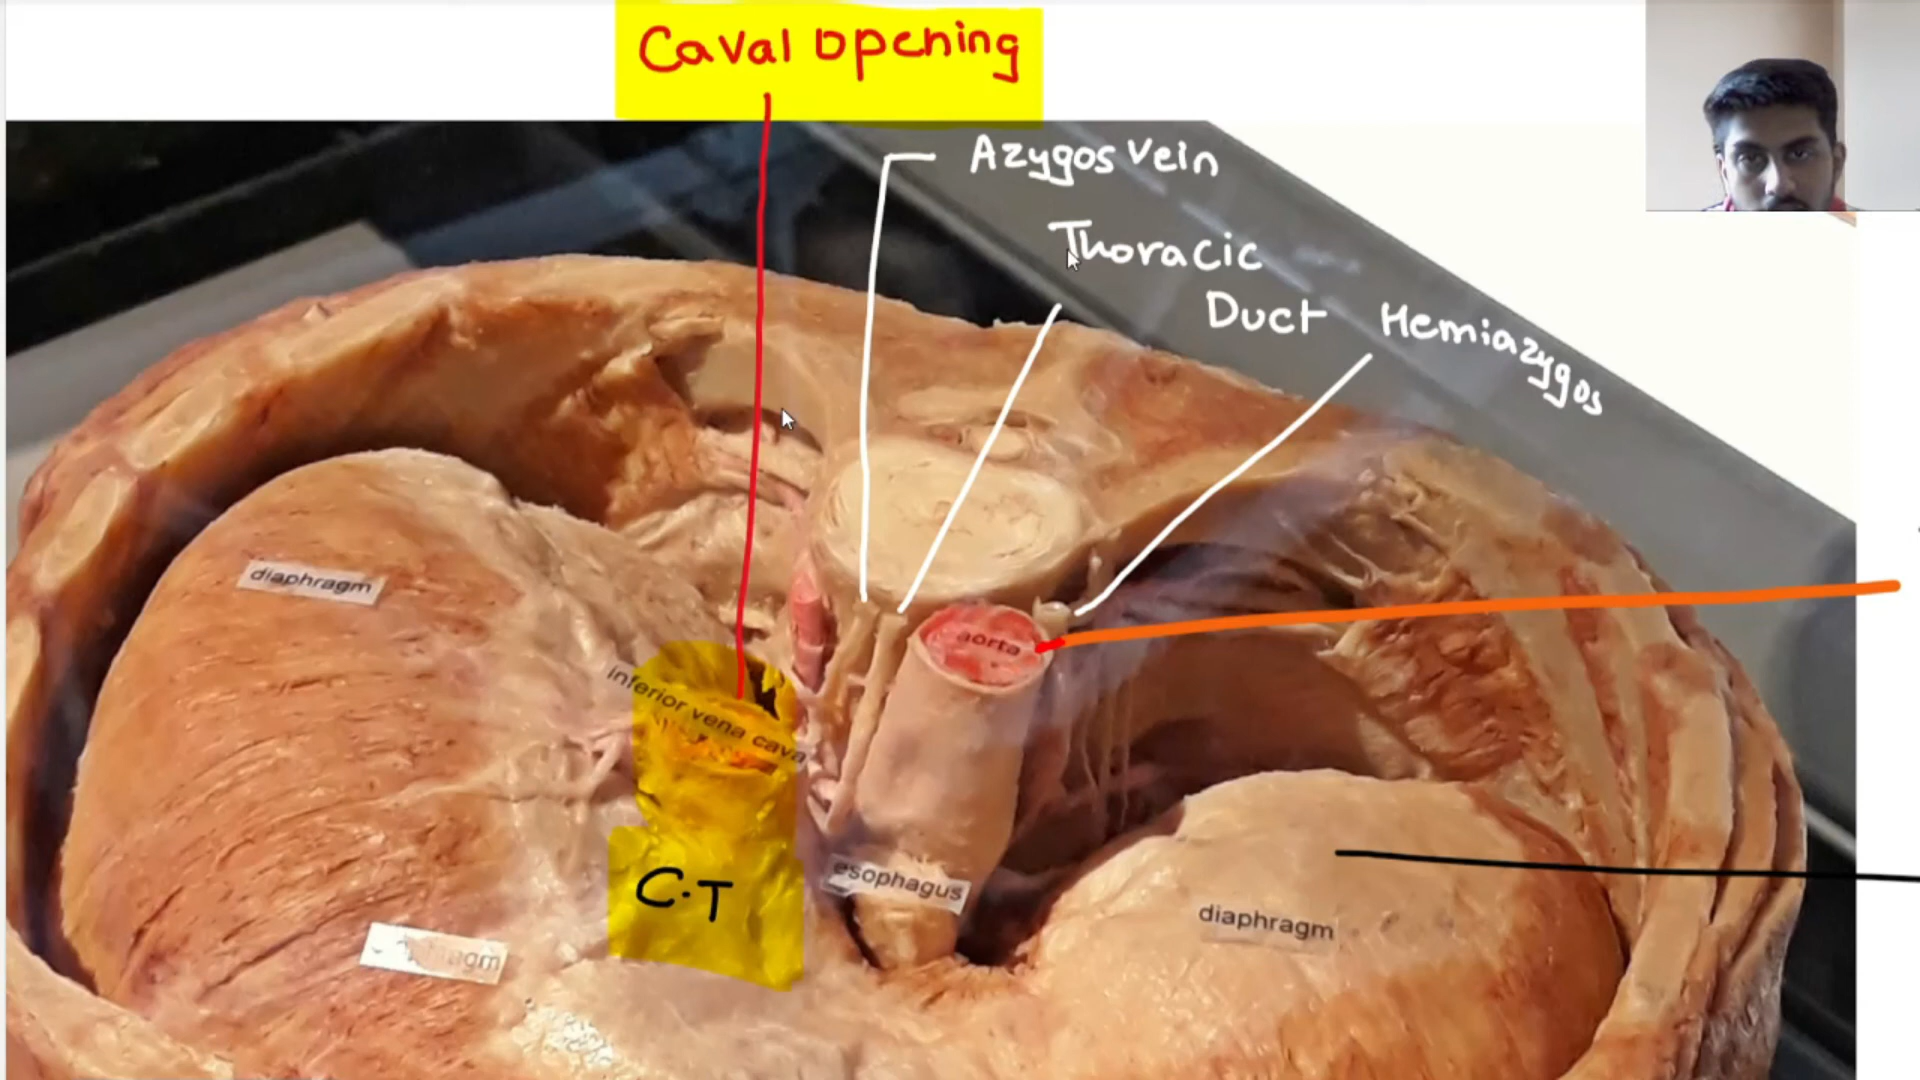 Caval opening
Azygos vein
Thoracic
Duct
Hemiazygos
diaphragm
aorta
inferior vena cava
C.T
esophagus
diaphragm